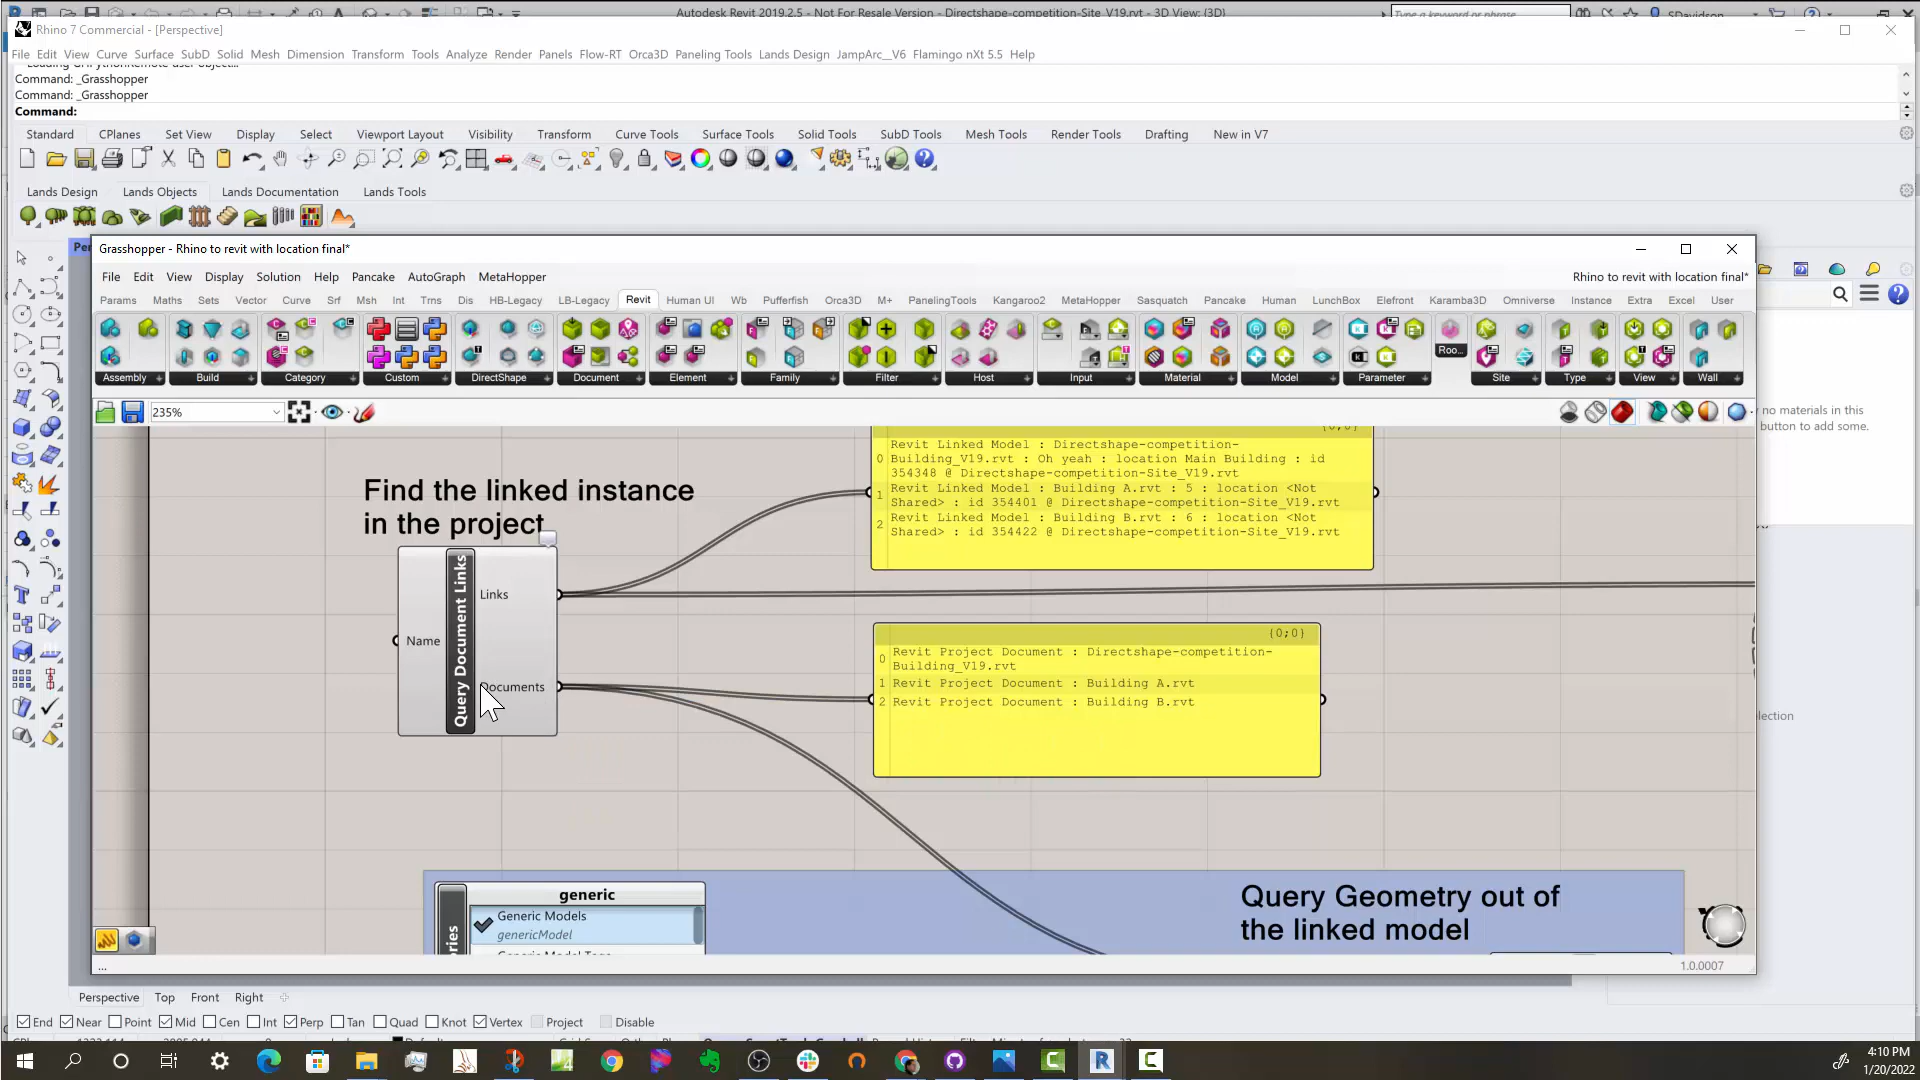 Autodesk Revit 2019.2.5 - Not For Resale Version - Directshape-competition-Site_V19.rvt - 3D View: {3D}
Type a keyword or phrase
SDavidson
Rhino 7 Commercial - [Perspective]
File Edit View Curve Surface SubD Solid Mesh Dimension Transform Tools Analyze Render Panels Flow-RT Orca3D Paneling Tools Lands Design JampArc_V6 Flamingo nXt 5.5 Help
Command: _Grasshopper
Command: _Grasshopper
Command:
Standard CPlanes Set View Display Select Viewport Layout Visibility Transform Curve Tools Surface Tools Solid Tools SubD Tools Mesh Tools Render Tools Drafting New in V7
Lands Design Lands Objects Lands Documentation Lands Tools
Grasshopper - Rhino to revit with location final*
File Edit View Display Solution Help Pancake AutoGraph MetaHopper
Rhino to revit with location final*
Params Maths Sets Vector Curve Srf Msh Int Trns Dis HB-Legacy LB-Legacy Revit Human UI Wb Pufferfish Orca3D M+ PanelingTools Kangaroo2 MetaHopper Sasquatch Pancake Human LunchBox Elefront Karamba3D Omniverse Instance Extra Excel User
Roo...
Assembly Build Category Custom DirectShape Document Element Family Filter Host Input Material Model Parameter Site Type View Wall
235%
no materials in this
button to add some.
Find the linked instance
in the project
{0;0}
0 Revit Linked Model : Directshape-competition-
Building_V19.rvt : Oh yeah : location Main Building : id
354348 @ Directshape-competition-Site_V19.rvt
1 Revit Linked Model : Building A.rvt : 5 : location <Not
Shared> : id 354401 @ Directshape-competition-Site_V19.rvt
2 Revit Linked Model : Building B.rvt : 6 : location <Not
Shared> : id 354422 @ Directshape-competition-Site_V19.rvt
Name
Query Document Links
Links
Documents
{0;0}
0 Revit Project Document : Directshape-competition-
Building_V19.rvt
1 Revit Project Document : Building A.rvt
2 Revit Project Document : Building B.rvt
generic
Generic Models
genericModel
Query Geometry out of
the linked model
...
1.0.0007
Perspective Top Front Right
End Near Point Mid Cen Int Perp Tan Quad Knot Vertex Project Disable
4:10 PM
1/20/2022